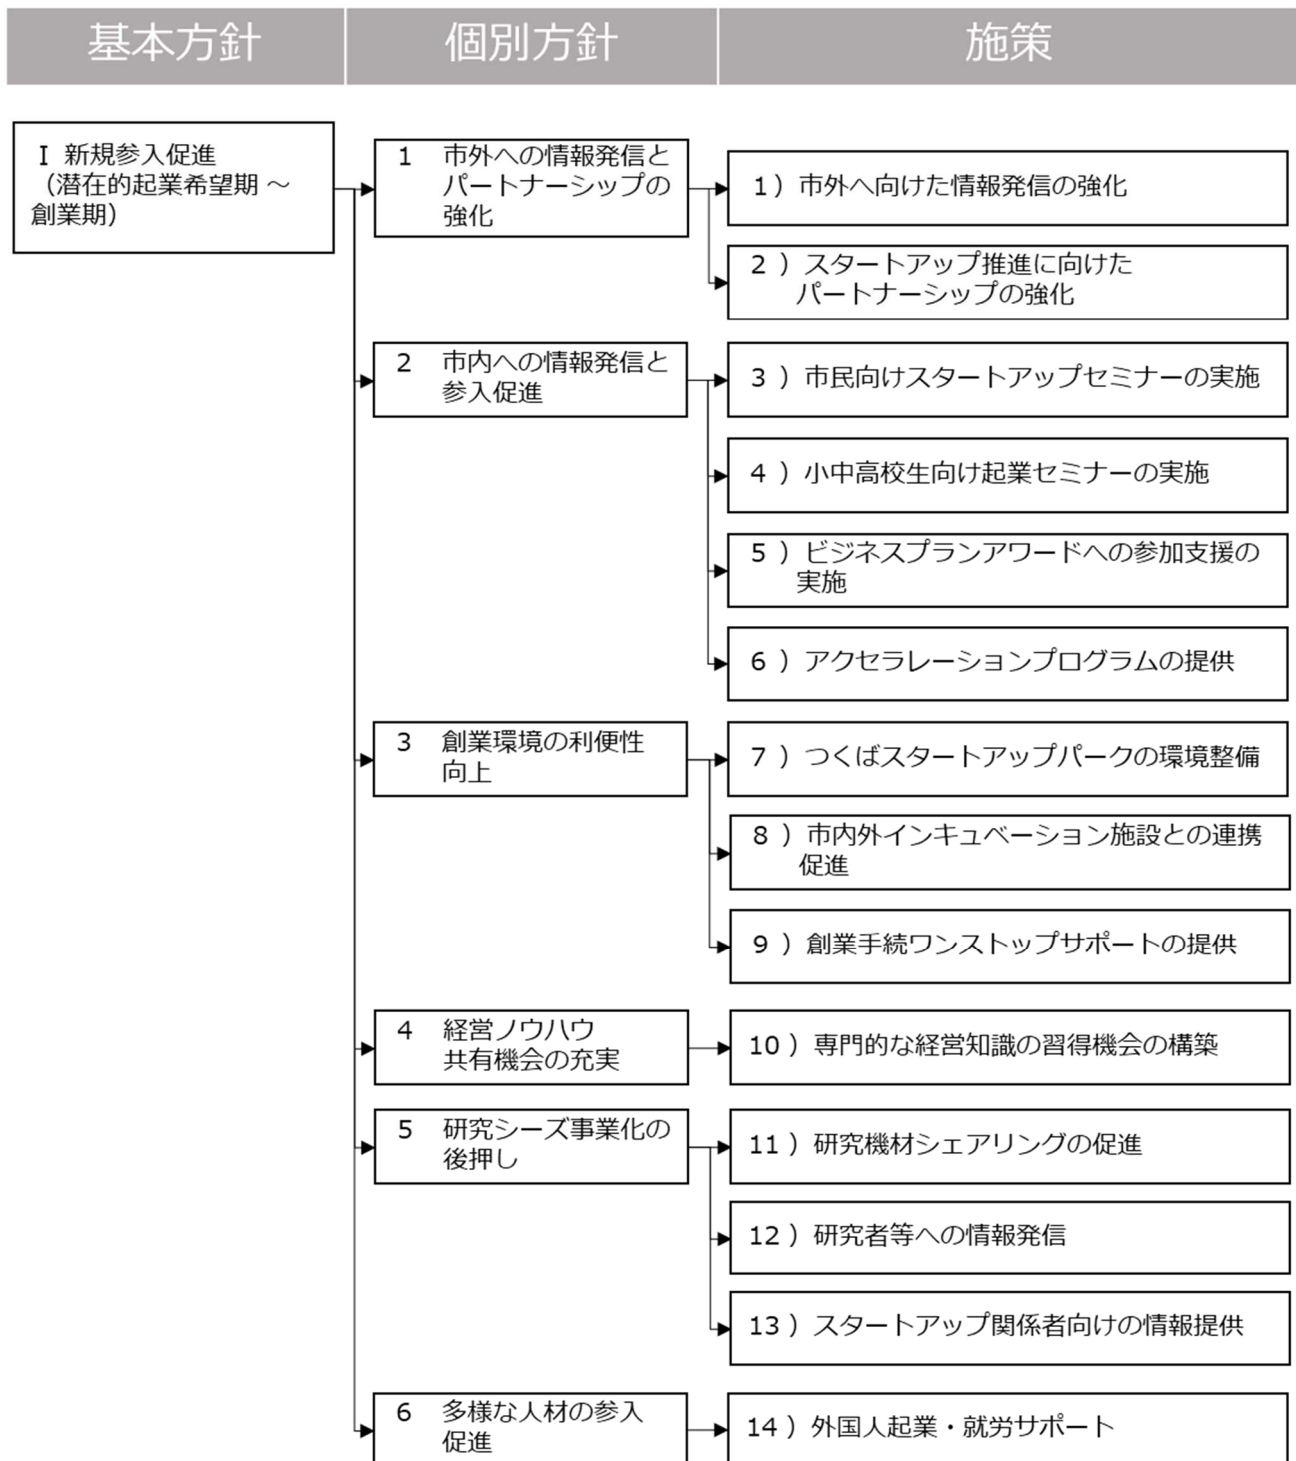 基本方針
個別方針
施策
Ⅰ 新規参入促進
（潜在的起業希望期 ～
創業期）
1 市外への情報発信と
パートナーシップの
強化
1）市外へ向けた情報発信の強化
2 ）スタートアップ推進に向けた
パートナーシップの強化
2 市内への情報発信と
参入促進
3 ）市民向けスタートアップセミナーの実施
4 ）小中高校生向け起業セミナーの実施
5 ）ビジネスプランアワードへの参加支援の
実施
6 ）アクセラレーションプログラムの提供
3 創業環境の利便性
向上
7 ）つくばスタートアップパークの環境整備
8 ）市内外インキュベーション施設との連携
促進
9 ）創業手続ワンストップサポートの提供
4 経営ノウハウ
共有機会の充実
10 ）専門的な経営知識の習得機会の構築
5 研究シーズ事業化の
後押し
11 ）研究機材シェアリングの促進
12 ）研究者等への情報発信
13 ）スタートアップ関係者向けの情報提供
6 多様な人材の参入
促進
14 ）外国人起業・就労サポート